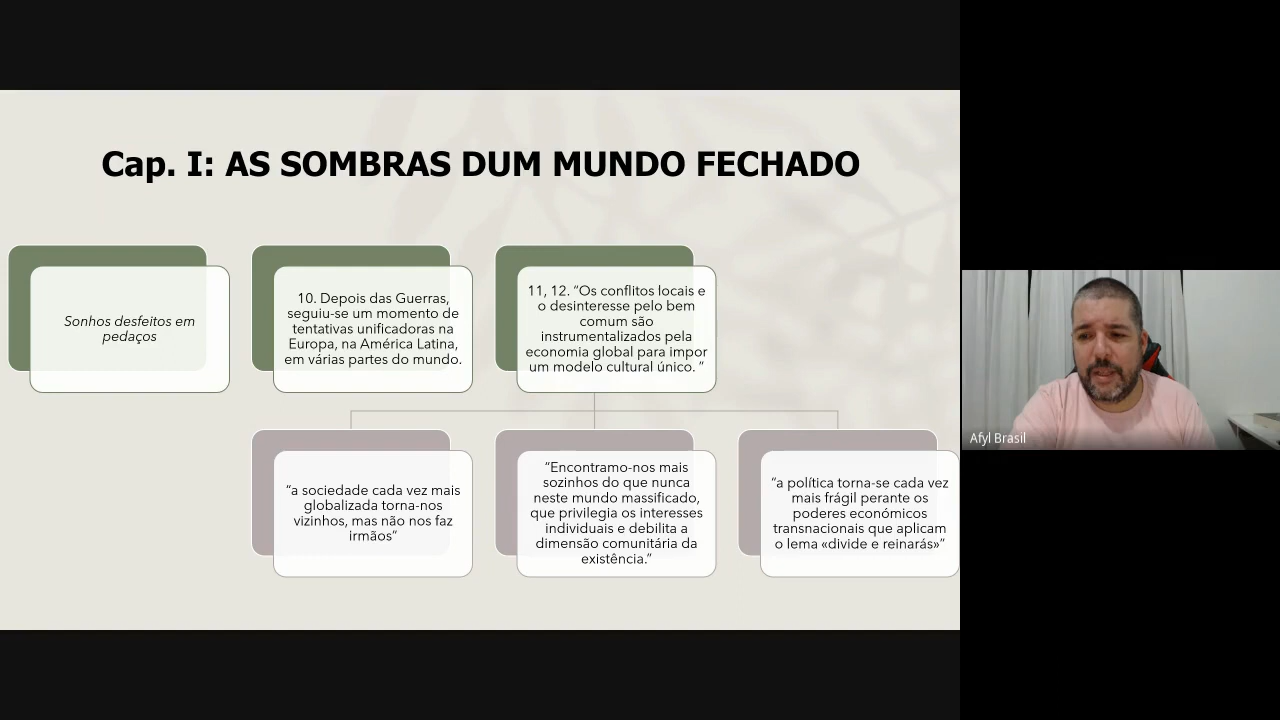 Cap. I: AS SOMBRAS DUM MUNDO FECHADO
Sonhos desfeitos em
pedaços
10. Depois das Guerras,
seguiu-se um momento de
tentativas unificadoras na
Europa, na América Latina,
em várias partes do mundo.
11, 12. “Os conflitos locais e
o desinteresse pelo bem
comum são
instrumentalizados pela
economia global para impor
um modelo cultural único. ”
“a sociedade cada vez mais
globalizada torna-nos
vizinhos, mas não nos faz
irmãos”
“Encontramo-nos mais
sozinhos do que nunca
neste mundo massificado,
que privilegia os interesses
individuais e debilita a
dimensão comunitária da
existência.”
“a política torna-se cada vez
mais frágil perante os
poderes económicos
transnacionais que aplicam
o lema «divide e reinarás»”
Afyl Brasil